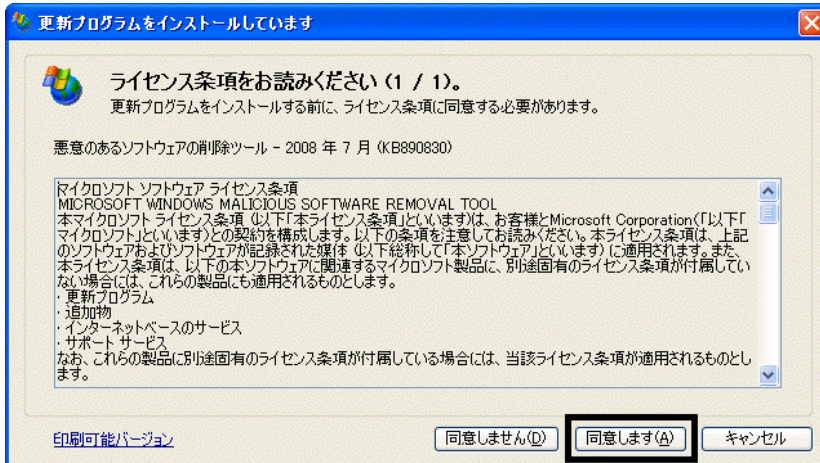 更新プログラムをインストールしています
ライセンス条項をお読みください (1 / 1)。
更新プログラムをインストールする前に、ライセンス条項に同意する必要があります。
悪意のあるソフトウェアの削除ツール - 2008 年 7 月 (KB890830)
マイクロソフト ソフトウェア ライセンス条項
MICROSOFT WINDOWS MALICIOUS SOFTWARE REMOVAL TOOL
本マイクロソフト ライセンス条項 (以下「本ライセンス条項」といいます)は、お客様とMicrosoft Corporation(「以下「
マイクロソフト」といいます)との契約を構成します。以下の条項を注意してお読みください。本ライセンス条項は、上記
のソフトウェアおよびソフトウェアが記録された媒体 (以下総称して「本ソフトウェア」といいます) に適用されます。また、
本ライセンス条項は、以下の本ソフトウェアに関連するマイクロソフト製品に、別途固有のライセンス条項が付属してい
ない場合には、これらの製品にも適用されるものとします。
・更新プログラム
・追加物
・インターネットベースのサービス
・サポート サービス
なお、これらの製品に別途固有のライセンス条項が付属している場合には、当該ライセンス条項が適用されるものとし
ます。
印刷可能バージョン
同意しません(D)
同意します(A)
キャンセル